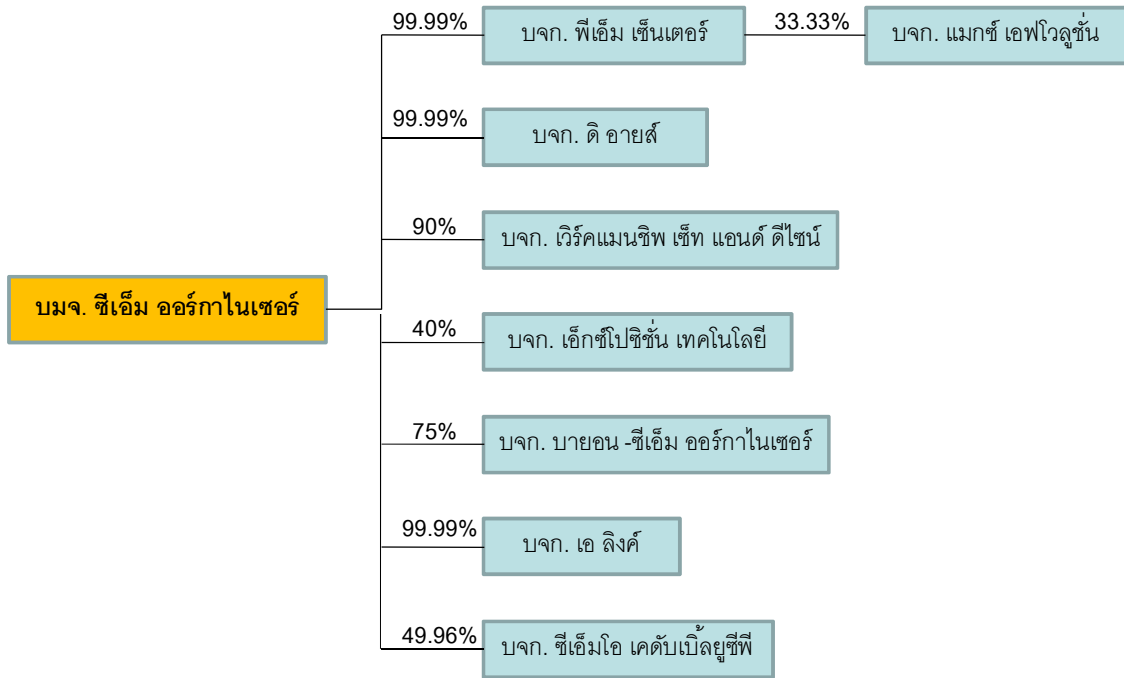 99.99%
บจก. พีเอ็ม เซ็นเตอร์
33.33%
บจก. แมกซ์ เอฟโวลูชั่น
99.99%
บจก. ดิ อายส์
90%
บจก. เวิร์คแมนชิพ เซ็ท แอนด์ ดีไซน์
บมจ. ซีเอ็ม ออร์กาไนเซอร์
40%
บจก. เอ็กซ์โปซิชั่น เทคโนโลยี
75%
บจก. บายอน -ซีเอ็ม ออร์กาไนเซอร์
99.99%
บจก. เอ ลิงค์
49.96%
บจก. ซีเอ็มโอ เคดับเบิ้ลยูซีพี